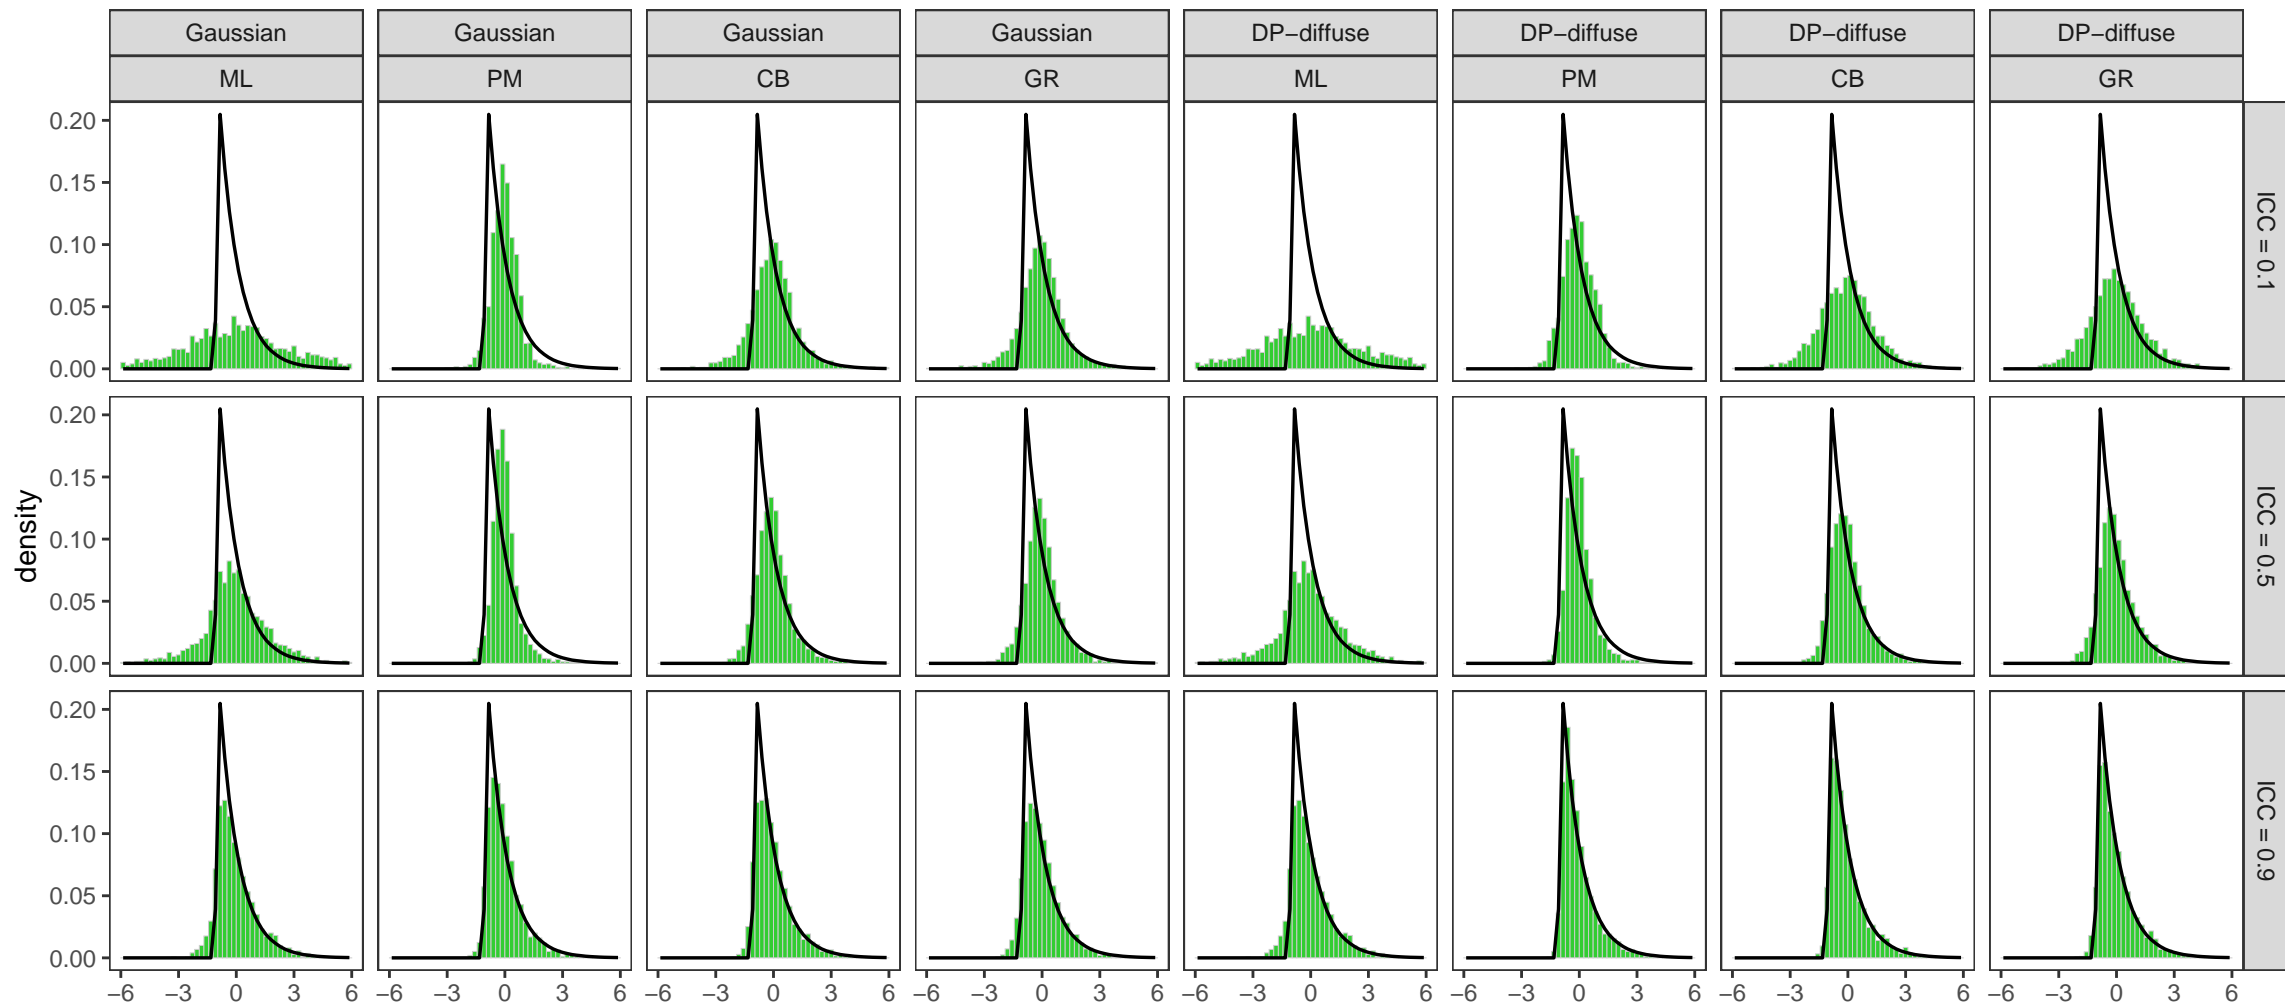 Gaussian Gaussian Gaussian Gaussian DP−diffuse DP−diffuse DP−diffuse DP−diffuse
ML PM CB GR ML PM CB GR
0.20
0.15
0.10
0.05
0.00
ICC = 0.1
0.20
0.15
0.10
0.05
0.00
ICC = 0.5
density
0.20
0.15
0.10
0.05
0.00
ICC = 0.9
−6 −3 0 3 6 −6 −3 0 3 6 −6 −3 0 3 6 −6 −3 0 3 6 −6 −3 0 3 6 −6 −3 0 3 6 −6 −3 0 3 6 −6 −3 0 3 6